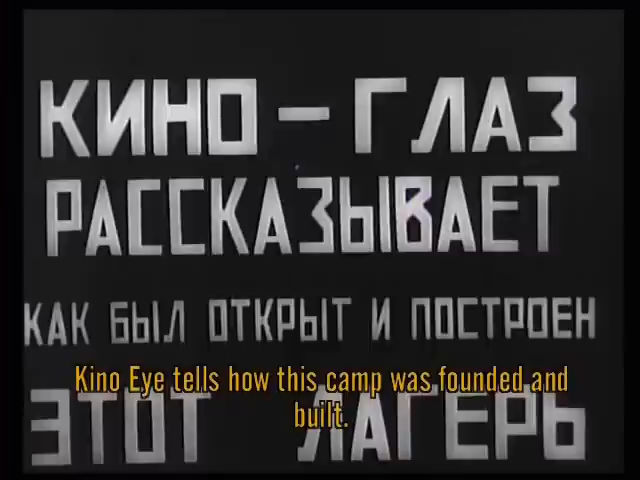 КИНО-ГЛАЗ
РАССКАЗЫВАЕТ
КАК БЫЛ ОТКРЫТ И ПОСТРОЕН
Kino Eye tells how this camp was founded and
built.
ЭТОТ ЛАГЕРЬ